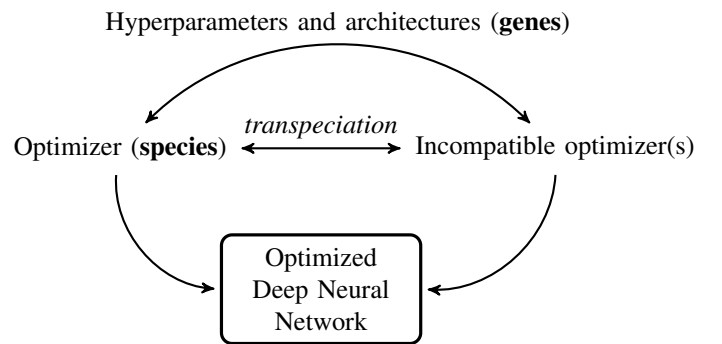 Hyperparameters and architectures (genes)
transpeciation
Optimizer (species)
Incompatible optimizer(s)
Optimized
Deep Neural
Network